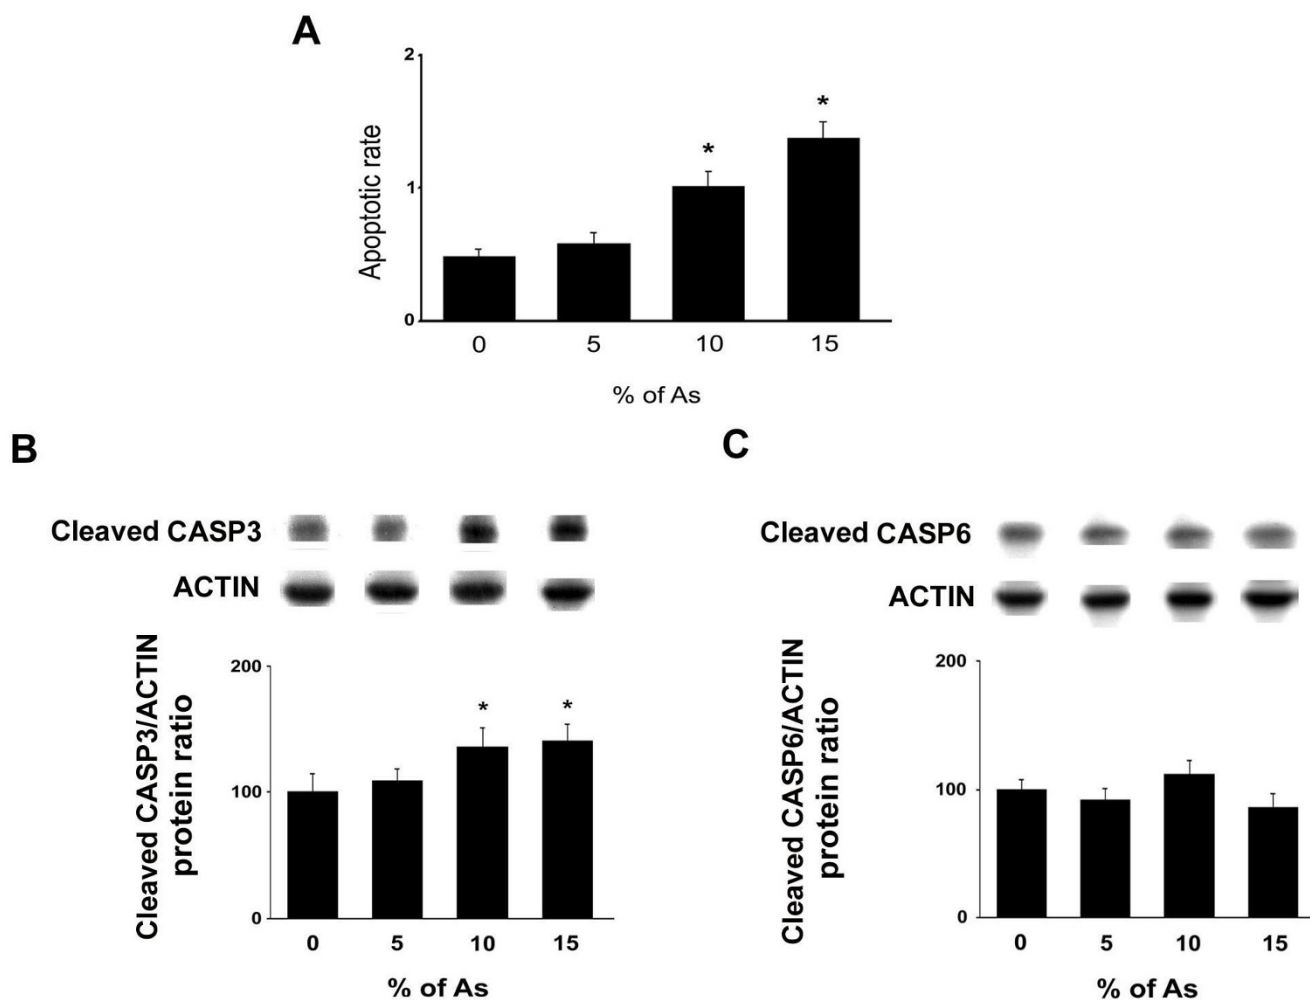 A
2
1
0
Apoptotic rate
*
*
0 5 10 15
% of As
B
Cleaved CASP3
ACTIN
Cleaved CASP3/ACTIN
protein ratio
200
100
0
*
*
0 5 10 15
% of As
C
Cleaved CASP6
ACTIN
Cleaved CASP6/ACTIN
protein ratio
200
100
0
0 5 10 15
% of As